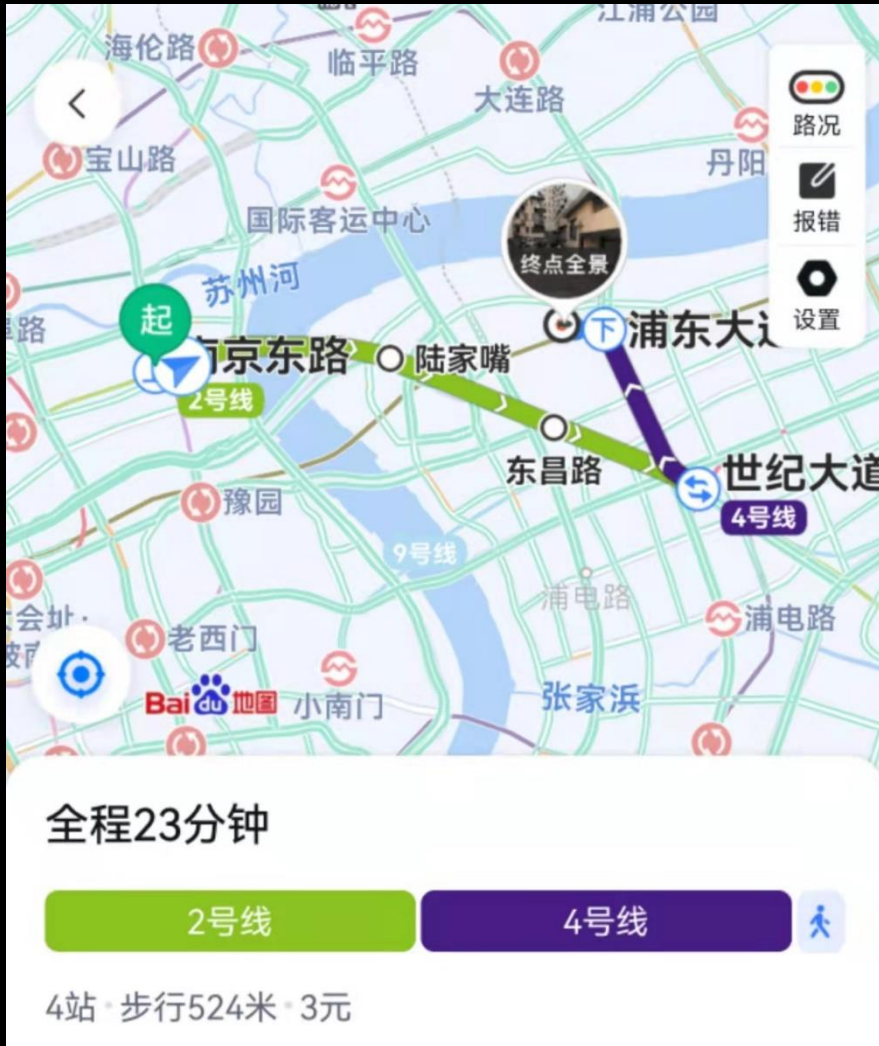 江浦公园
海伦路
临平路
大连路
路况
宝山路
丹阳
国际客运中心
报错
终点全景
苏州河
设置
起
路
南京东路
陆家嘴
下
浦东大道
2号线
东昌路
世纪大道
4号线
豫园
9号线
浦电路
会址·
浦电路
老西门
Bai du 地图
小南门
张家浜
全程23分钟
2号线
4号线
4站·步行524米·3元